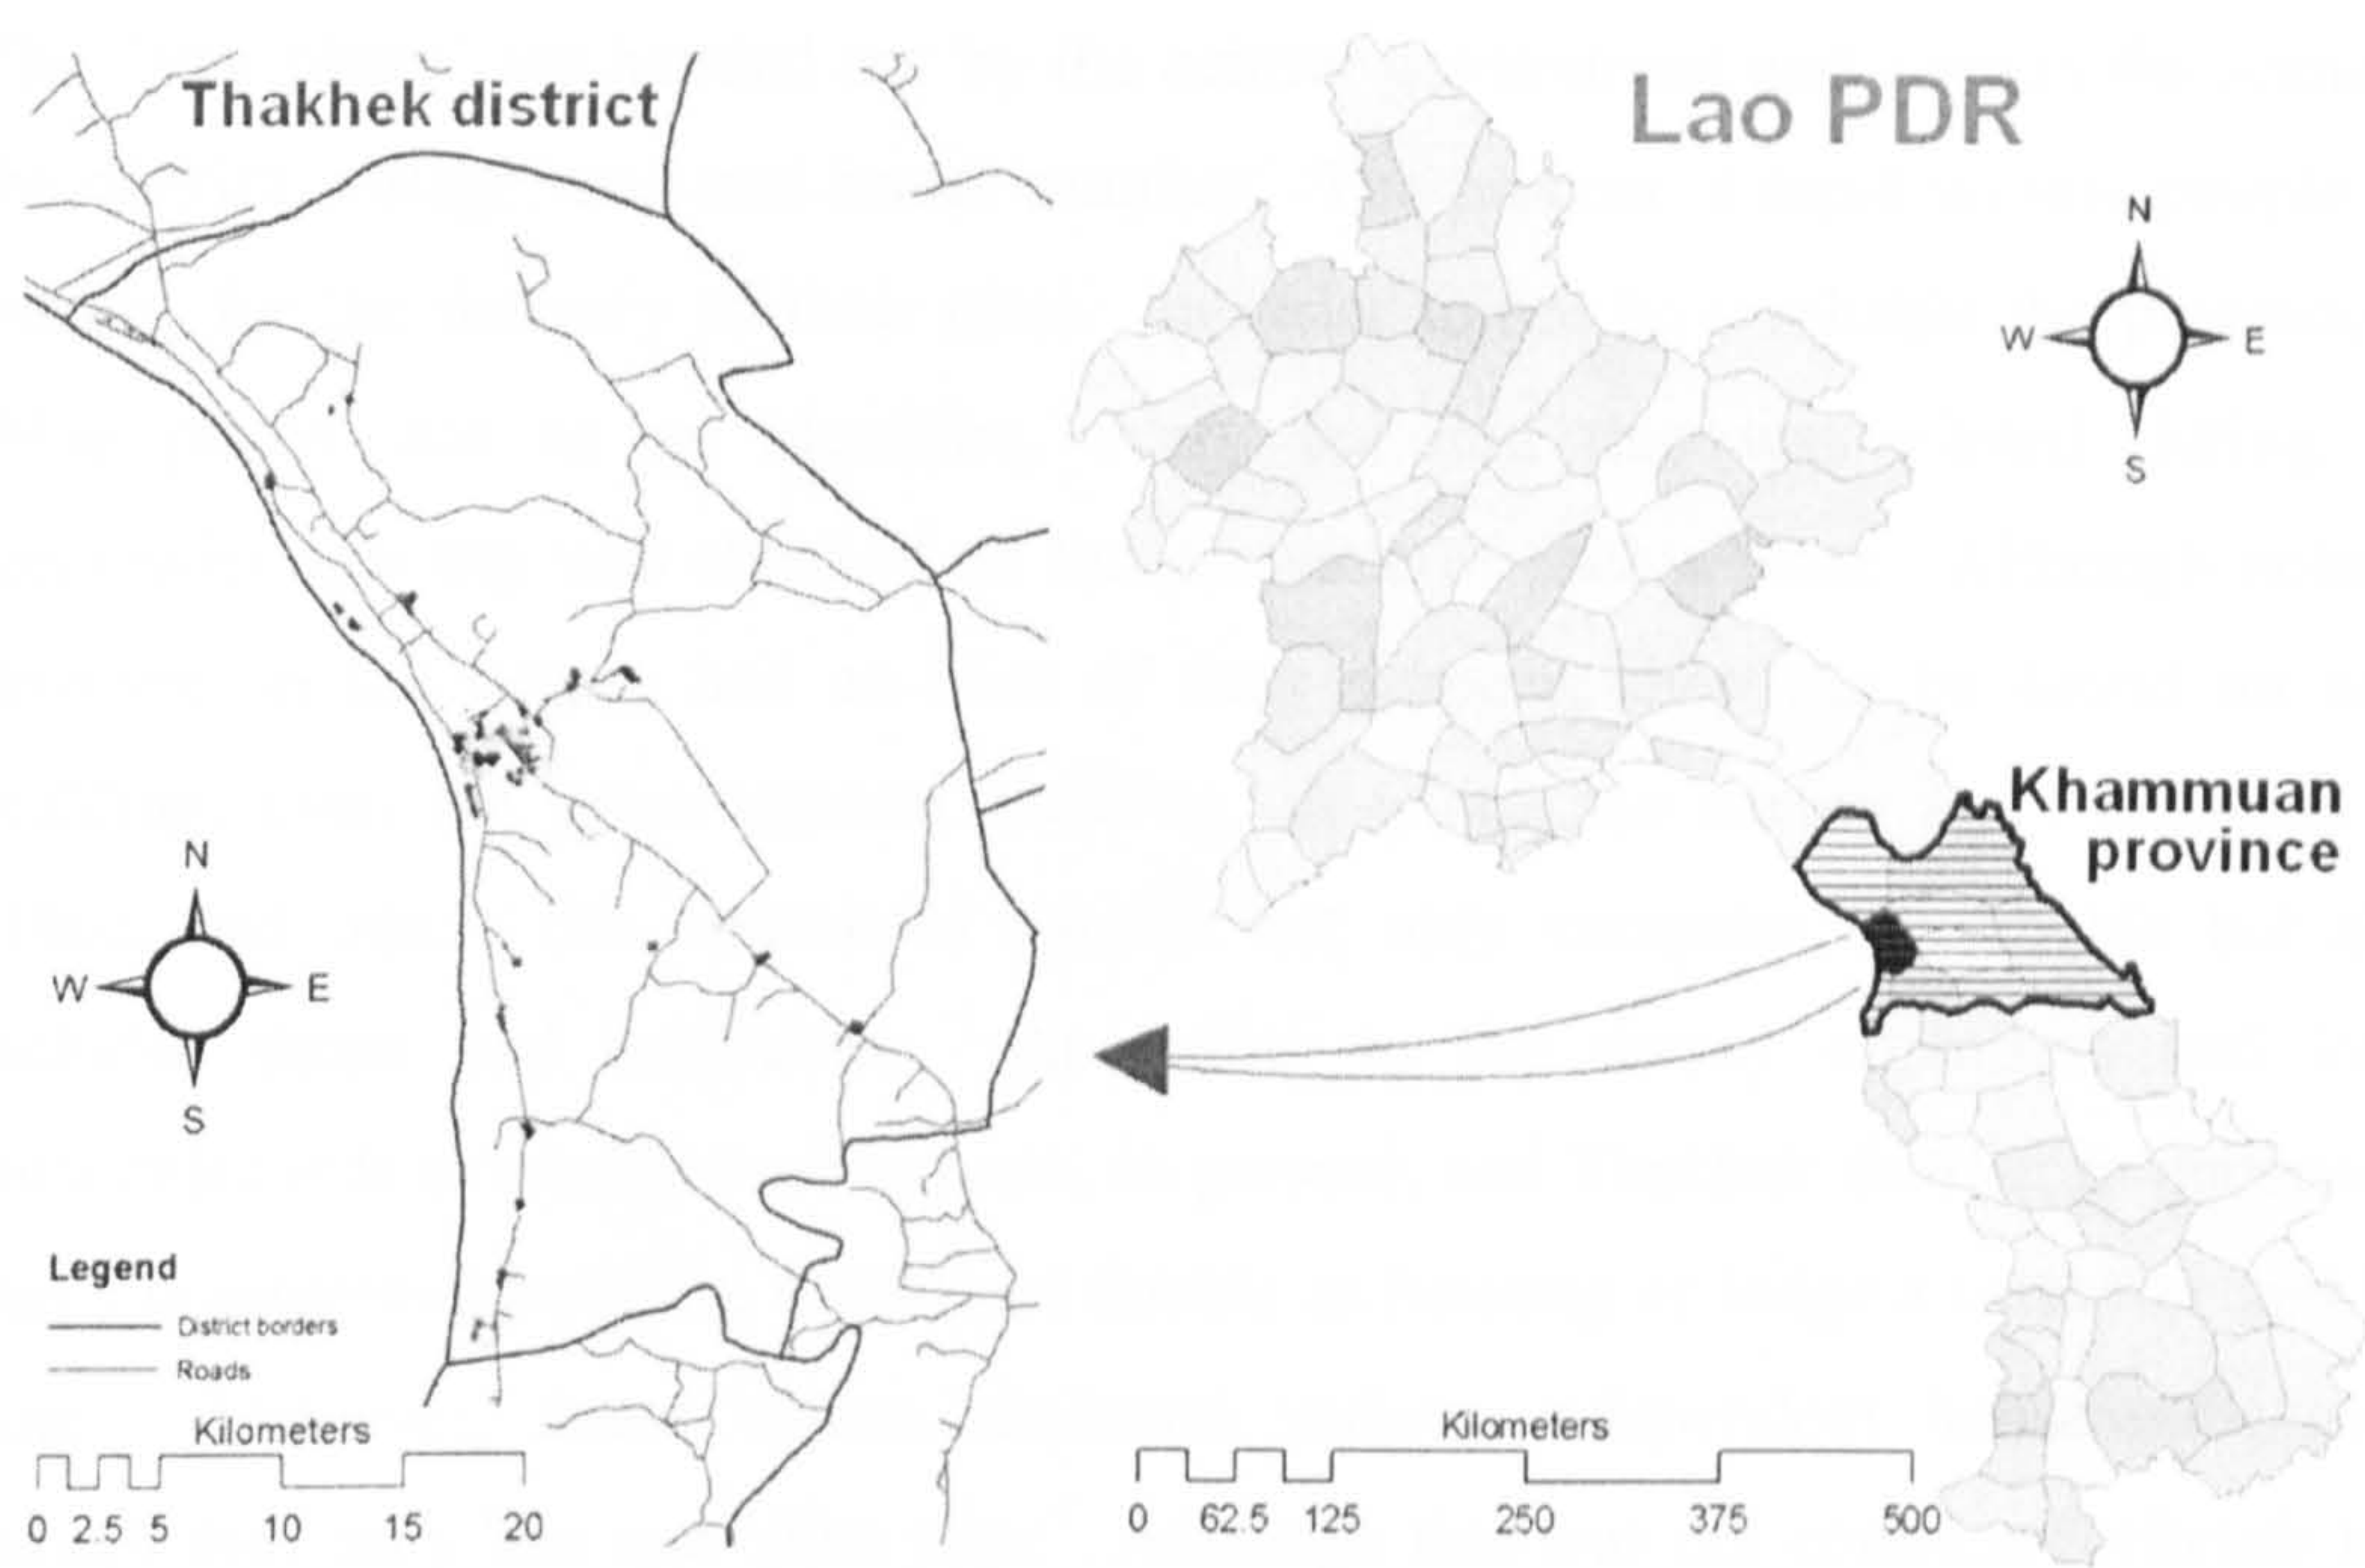 Thakhek district
Lao PDR
N
W E
S
Khammuan
province
N
W E
S
Legend
District borders
Roads
Kilometers
0 2.5 5 10 15 20
Kilometers
0 62.5 125 250 375 500